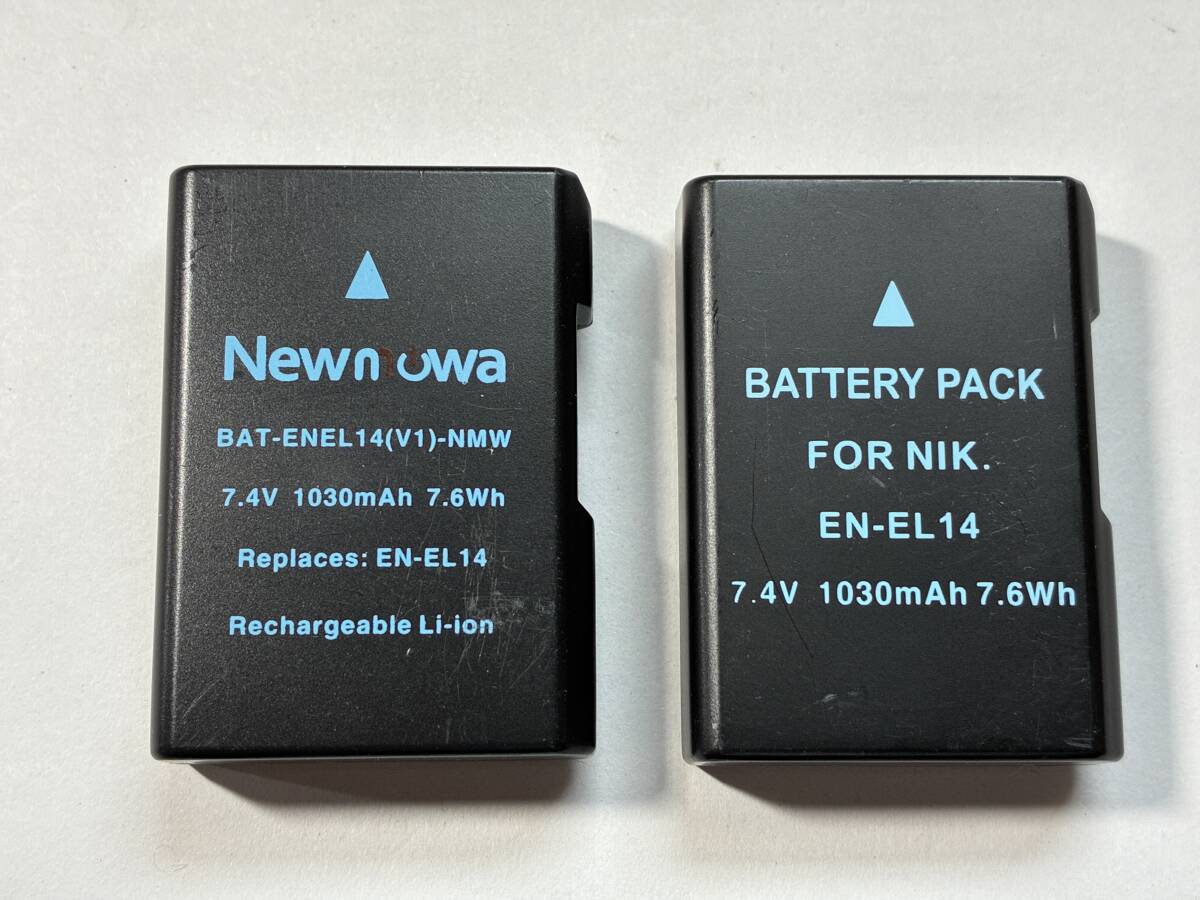 Newmowa
BAT-ENEL14(V1)-NMW
7.4V 1030mAh 7.6Wh
Replaces: EN-EL14
Rechargeable Li-ion
BATTERY PACK
FOR NIK.
EN-EL14
7.4V 1030mAh 7.6Wh